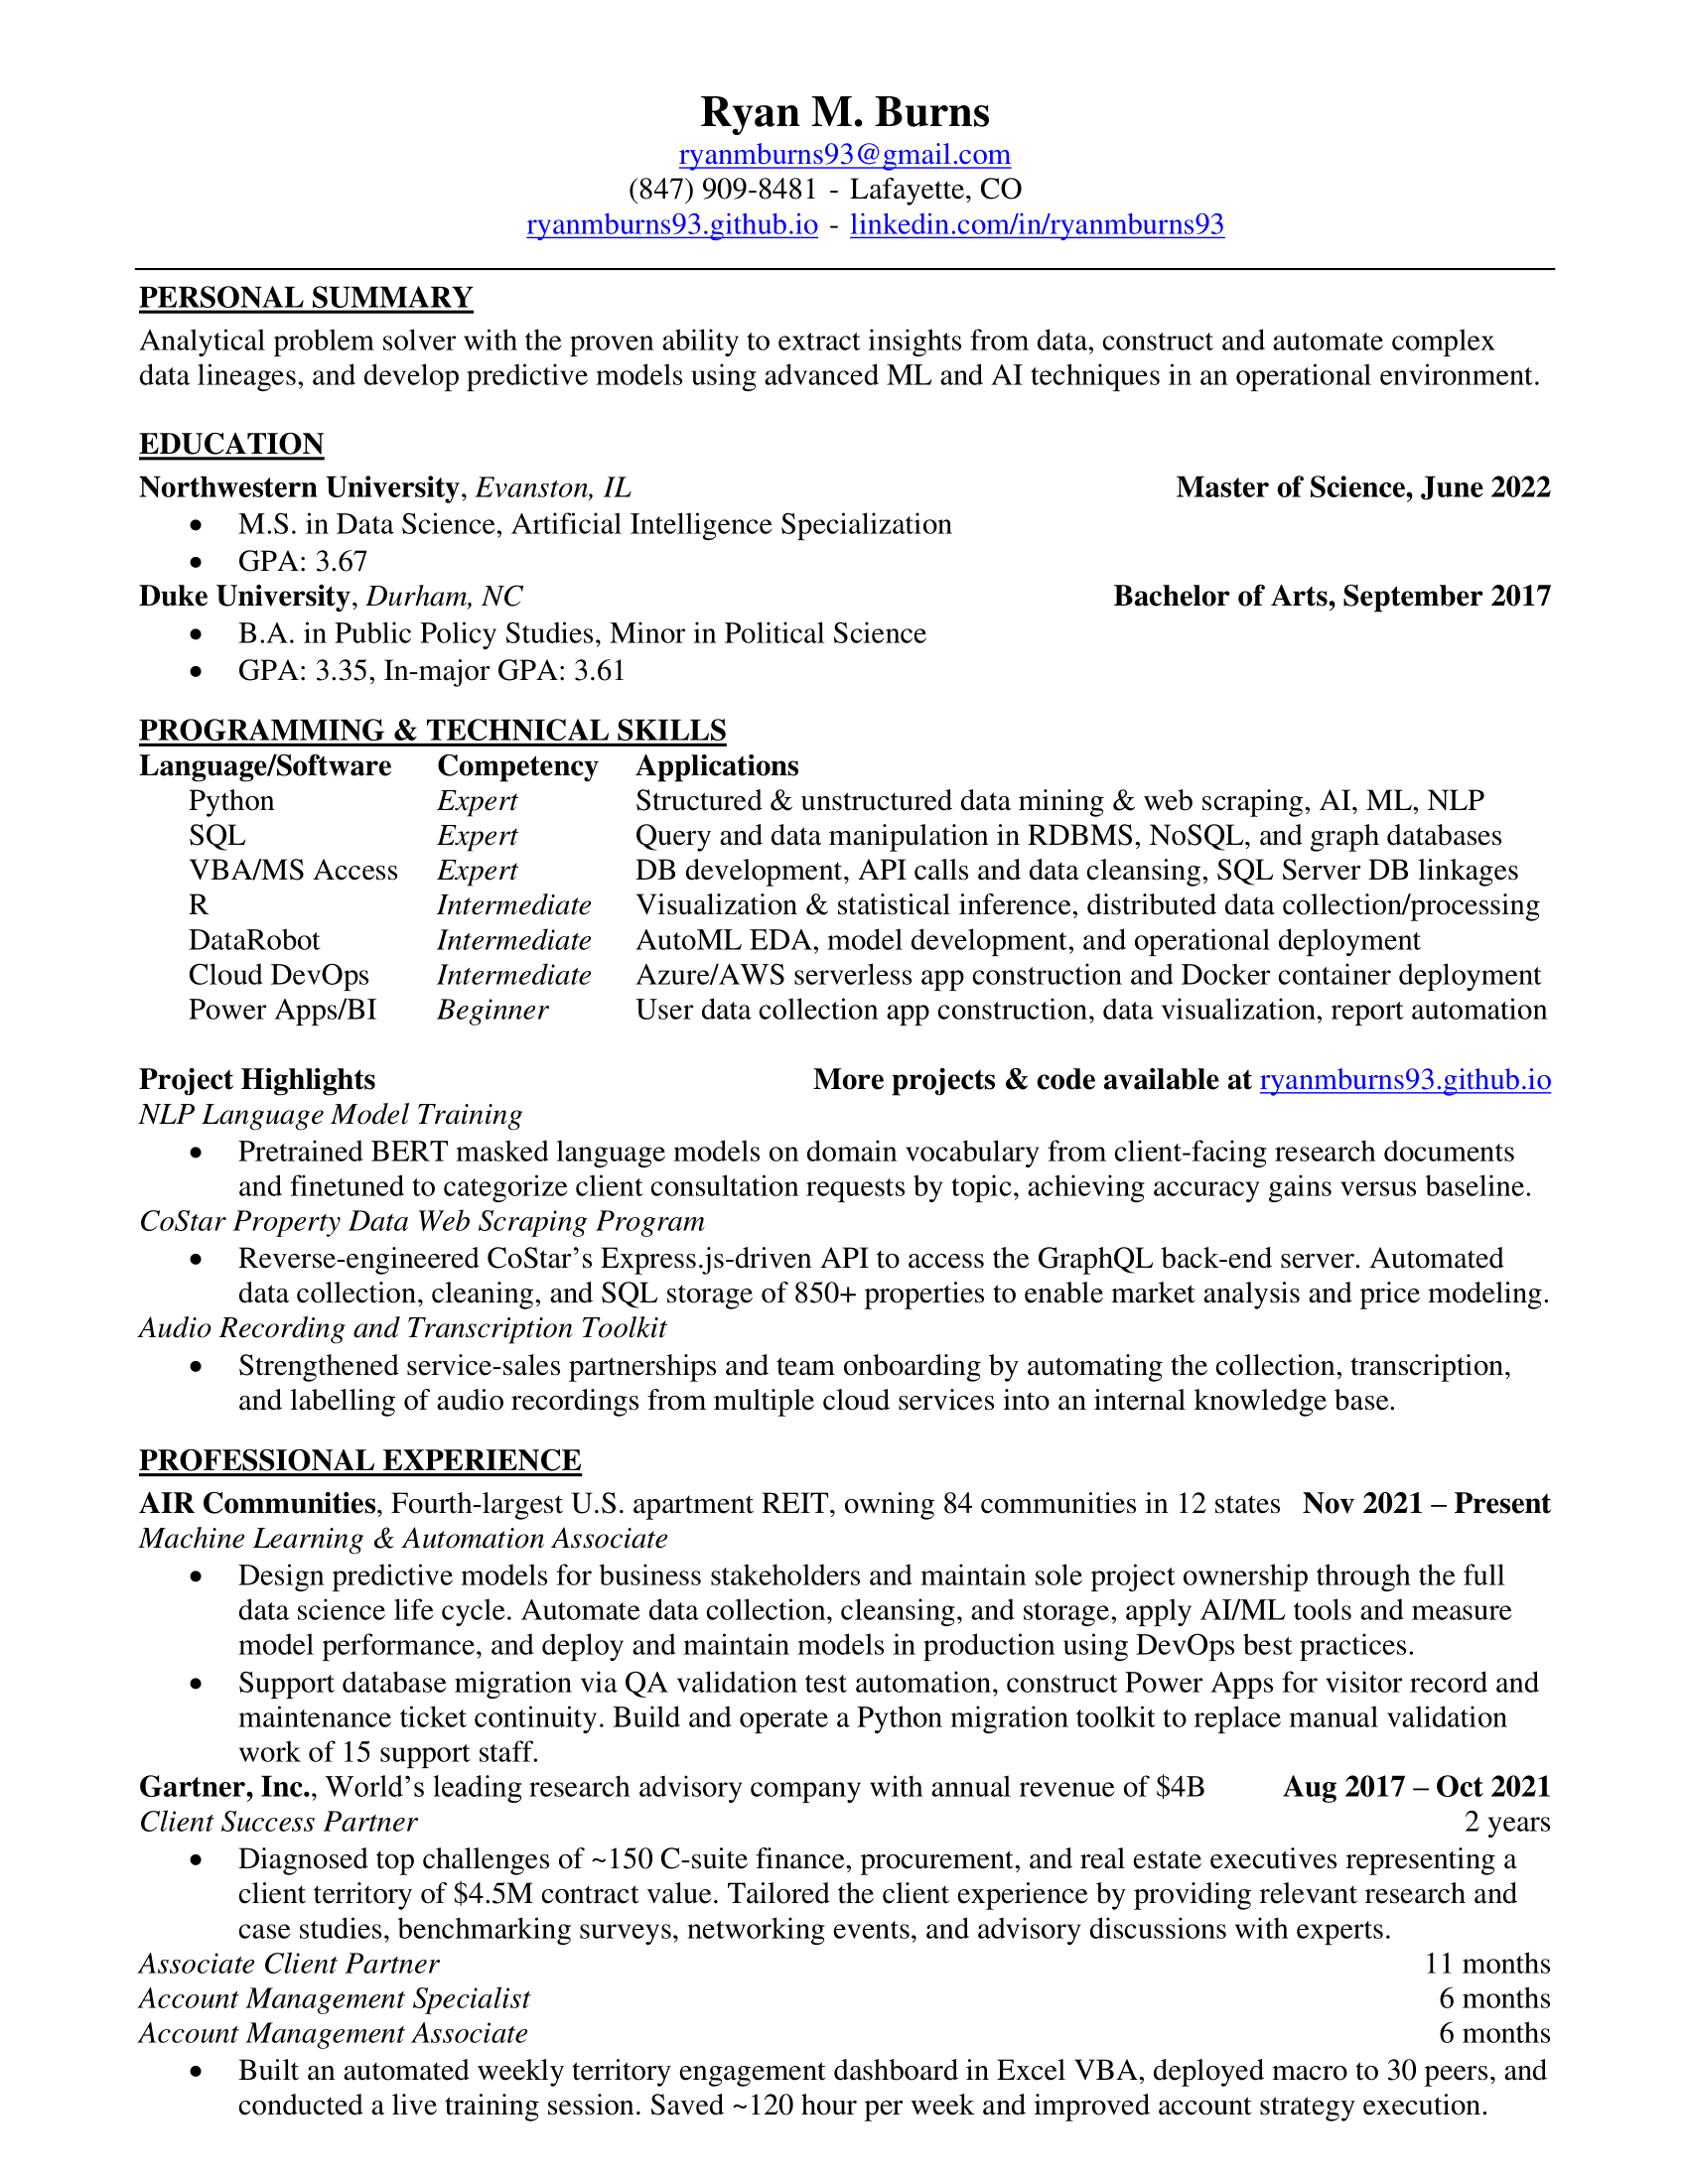 Ryan M. Burns
ryanmburns93@gmail.com
(847) 909-8481 - Lafayette, CO
ryanmburns93.github.io - linkedin.com/in/ryanmburns93
PERSONAL SUMMARY
Analytical problem solver with the proven ability to extract insights from data, construct and automate complex
data lineages, and develop predictive models using advanced ML and AI techniques in an operational environment.
EDUCATION
Northwestern University, Evanston, IL Master of Science, June 2022
• M.S. in Data Science, Artificial Intelligence Specialization
• GPA: 3.67
Duke University, Durham, NC Bachelor of Arts, September 2017
• B.A. in Public Policy Studies, Minor in Political Science
• GPA: 3.35, In-major GPA: 3.61
PROGRAMMING & TECHNICAL SKILLS
Language/Software Competency Applications
Python Expert Structured & unstructured data mining & web scraping, AI, ML, NLP
SQL Expert Query and data manipulation in RDBMS, NoSQL, and graph databases
VBA/MS Access Expert DB development, API calls and data cleansing, SQL Server DB linkages
R Intermediate Visualization & statistical inference, distributed data collection/processing
DataRobot Intermediate AutoML EDA, model development, and operational deployment
Cloud DevOps Intermediate Azure/AWS serverless app construction and Docker container deployment
Power Apps/BI Beginner User data collection app construction, data visualization, report automation
Project Highlights More projects & code available at ryanmburns93.github.io
NLP Language Model Training
• Pretrained BERT masked language models on domain vocabulary from client-facing research documents
and finetuned to categorize client consultation requests by topic, achieving accuracy gains versus baseline.
CoStar Property Data Web Scraping Program
• Reverse-engineered CoStar’s Express.js-driven API to access the GraphQL back-end server. Automated
data collection, cleaning, and SQL storage of 850+ properties to enable market analysis and price modeling.
Audio Recording and Transcription Toolkit
• Strengthened service-sales partnerships and team onboarding by automating the collection, transcription,
and labelling of audio recordings from multiple cloud services into an internal knowledge base.
PROFESSIONAL EXPERIENCE
AIR Communities, Fourth-largest U.S. apartment REIT, owning 84 communities in 12 states Nov 2021 – Present
Machine Learning & Automation Associate
• Design predictive models for business stakeholders and maintain sole project ownership through the full
data science life cycle. Automate data collection, cleansing, and storage, apply AI/ML tools and measure
model performance, and deploy and maintain models in production using DevOps best practices.
• Support database migration via QA validation test automation, construct Power Apps for visitor record and
maintenance ticket continuity. Build and operate a Python migration toolkit to replace manual validation
work of 15 support staff.
Gartner, Inc., World’s leading research advisory company with annual revenue of $4B Aug 2017 – Oct 2021
Client Success Partner 2 years
• Diagnosed top challenges of ~150 C-suite finance, procurement, and real estate executives representing a
client territory of $4.5M contract value. Tailored the client experience by providing relevant research and
case studies, benchmarking surveys, networking events, and advisory discussions with experts.
Associate Client Partner 11 months
Account Management Specialist 6 months
Account Management Associate 6 months
• Built an automated weekly territory engagement dashboard in Excel VBA, deployed macro to 30 peers, and
conducted a live training session. Saved ~120 hour per week and improved account strategy execution.